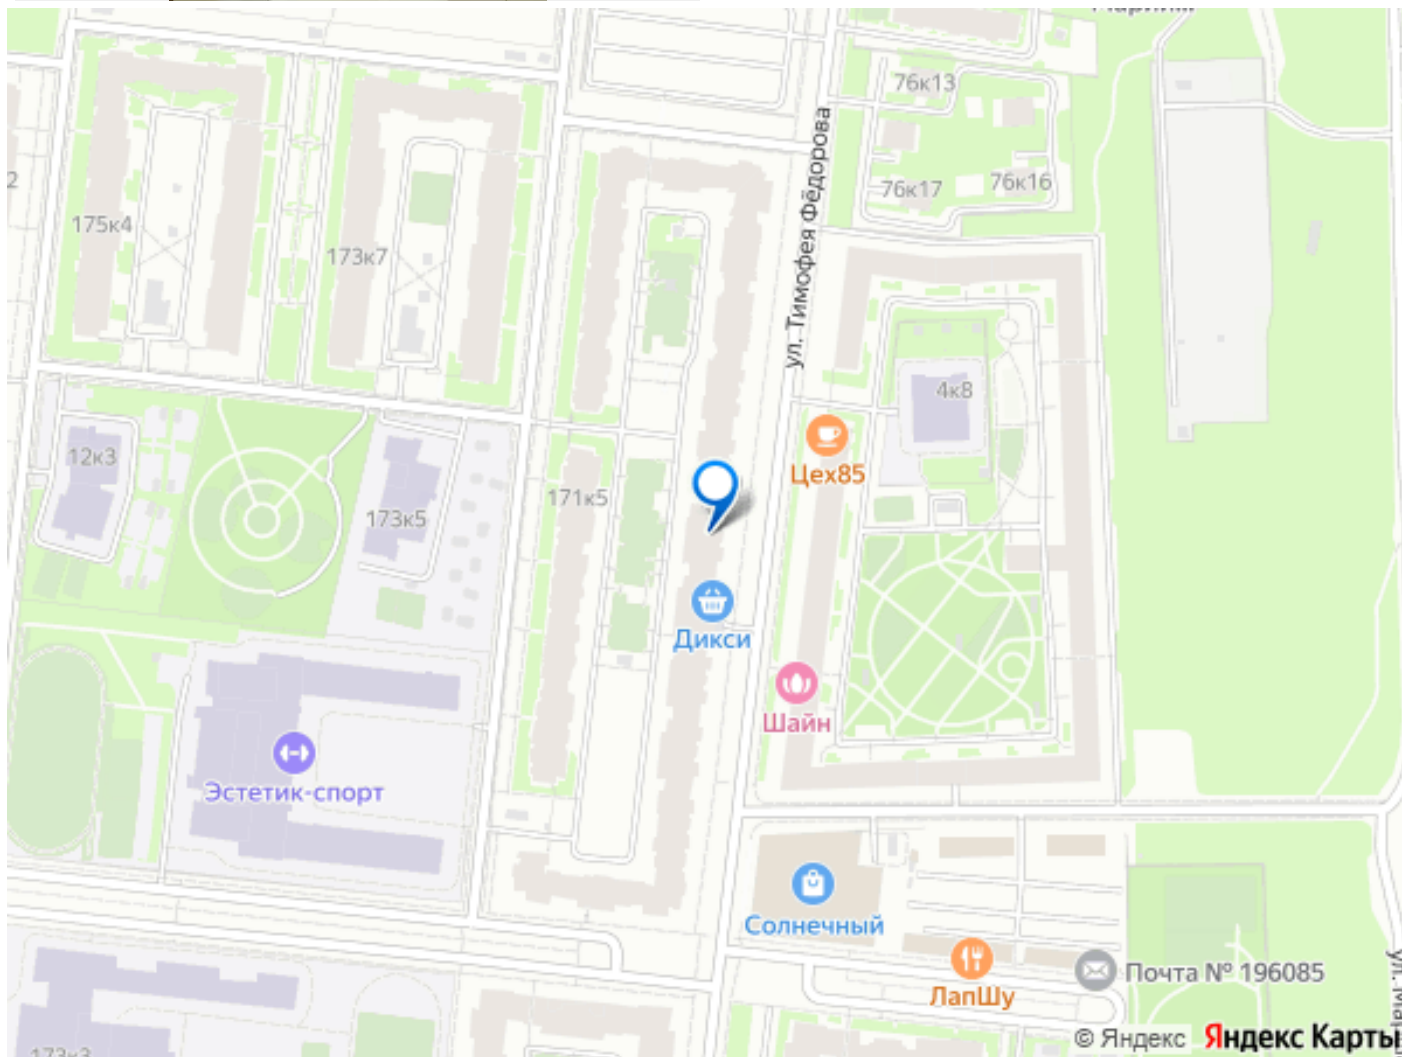 76к13
76к17
76к16
175к4
173к7
ул. Тимофея Фёдорова
4к8
Цех85
12к3
171к5
173к5
Дикси
Шайн
Эстетик-спорт
Солнечный
ЛапШу
Почта № 196085
173к3
© Яндекс Яндекс Карты